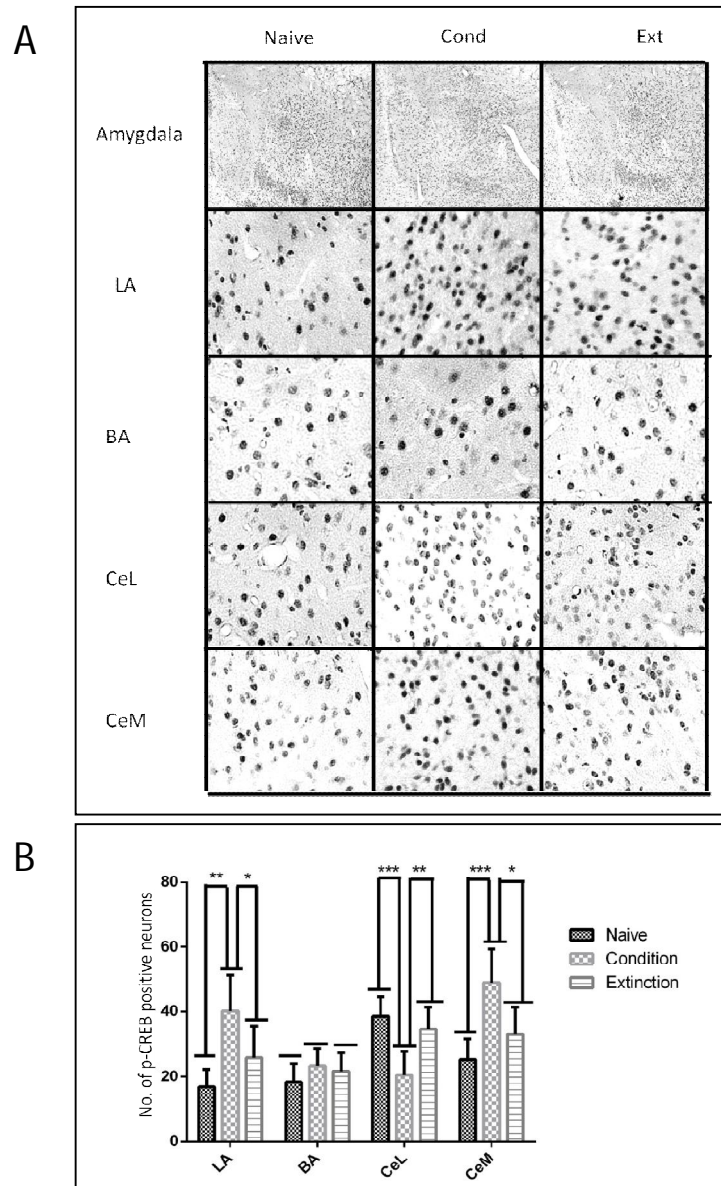 A
Naive Cond Ext
Amygdala
LA
BA
CeL
CeM
B
No. of p-CREB positive neurons
80
60
40
20
0
** * *** ** *** *
Naive
Condition
Extinction
LA BA CeL CeM